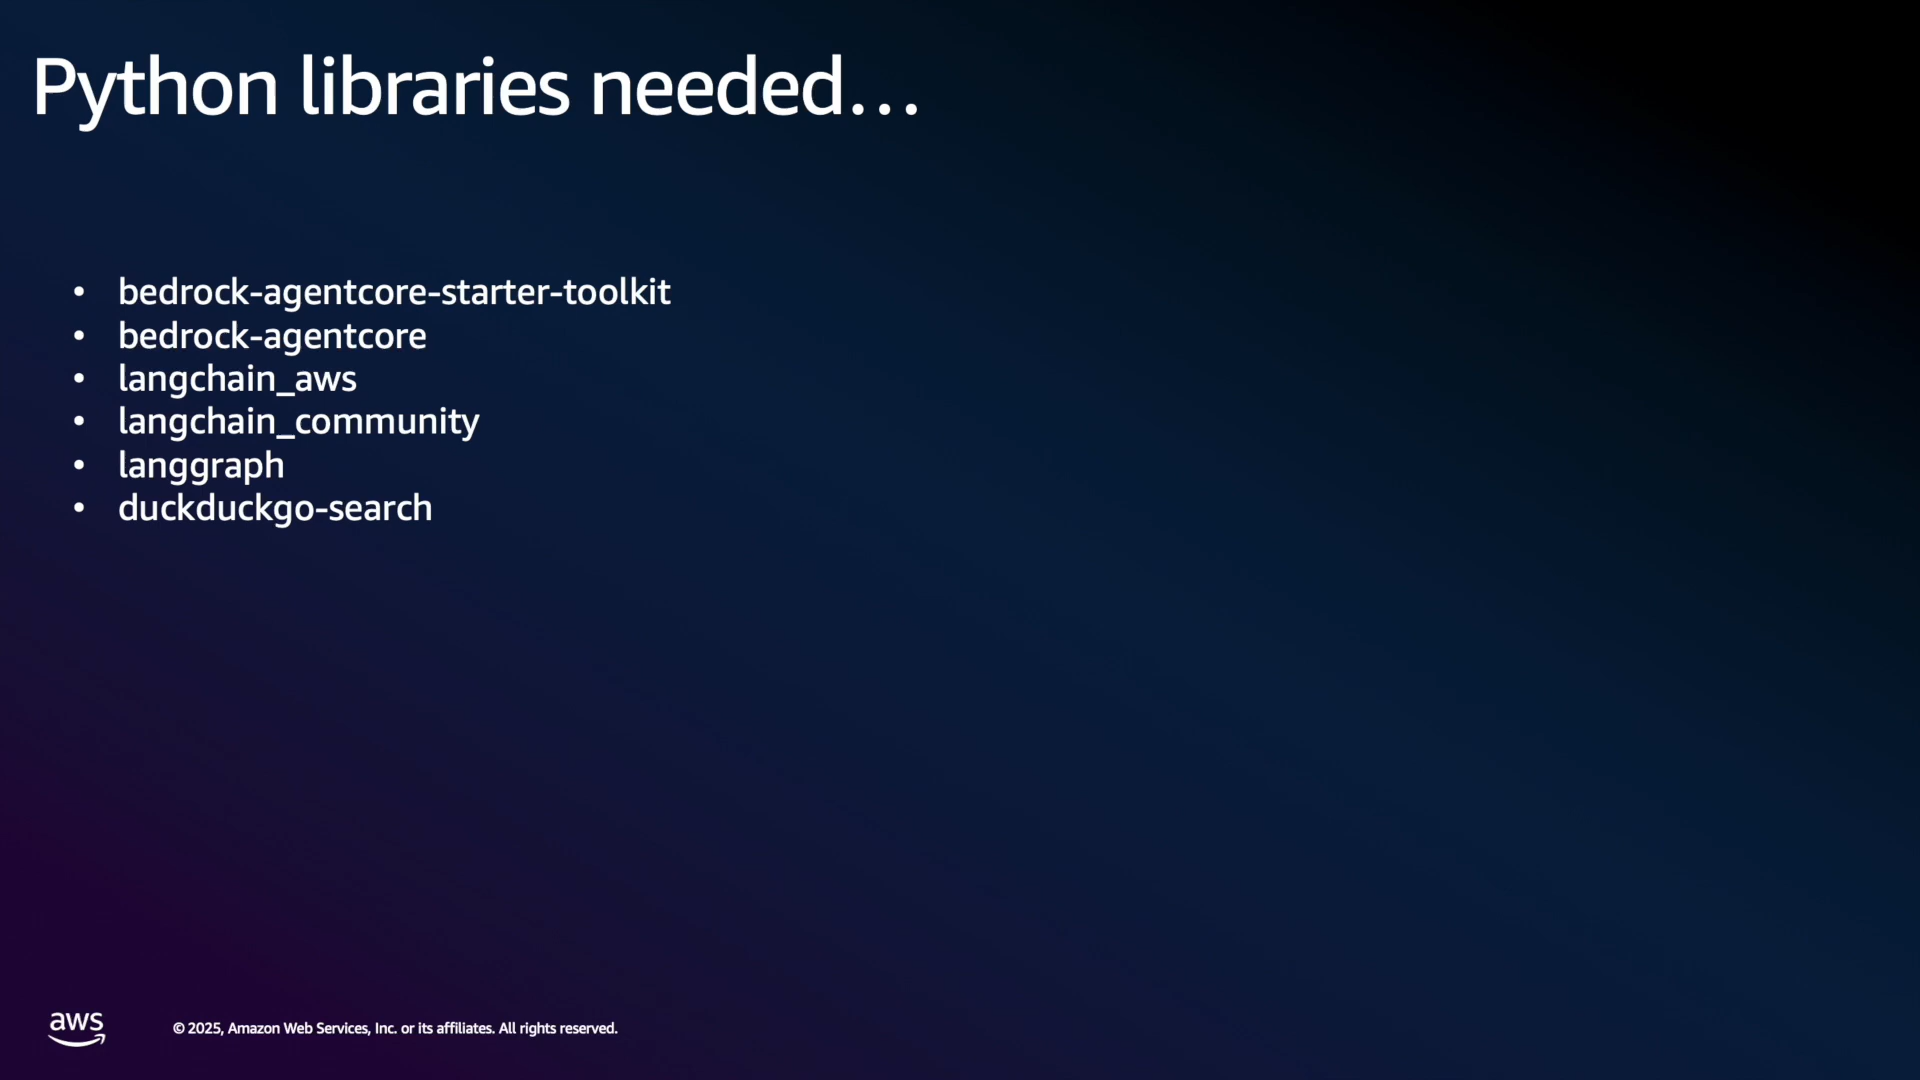 Python libraries needed...
• bedrock-agentcore-starter-toolkit
• bedrock-agentcore
• langchain_aws
• langchain_community
• langgraph
• duckduckgo-search
aws
© 2025, Amazon Web Services, Inc. or its affiliates. All rights reserved.